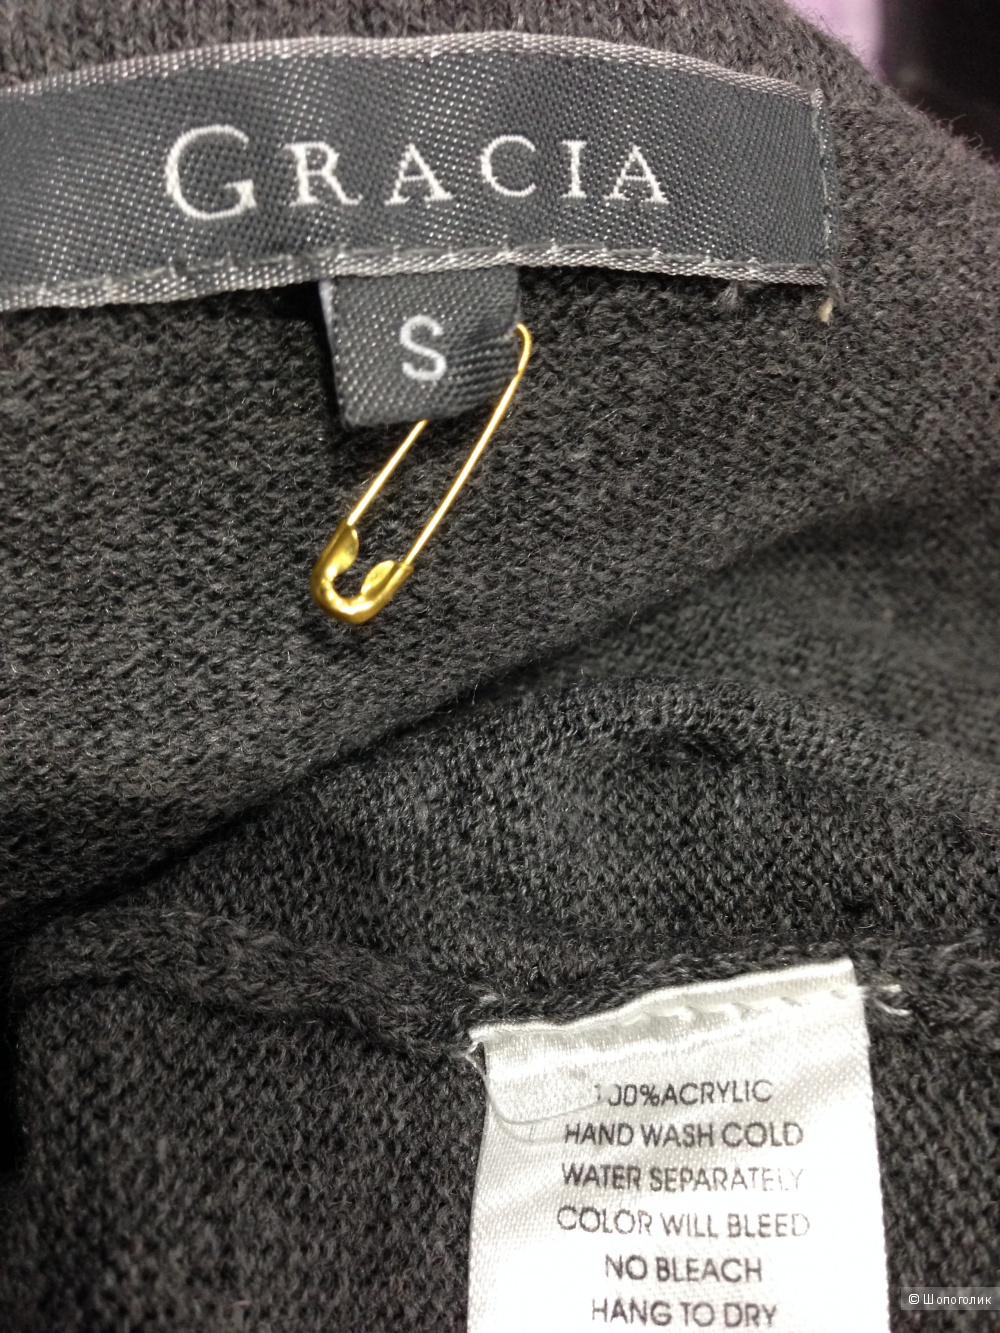 GRACIA
S
100%ACRYLIC
HAND WASH COLD
WATER SEPARATELY
COLOR WILL BLEED
NO BLEACH
HANG TO DRY
© Шопоголик